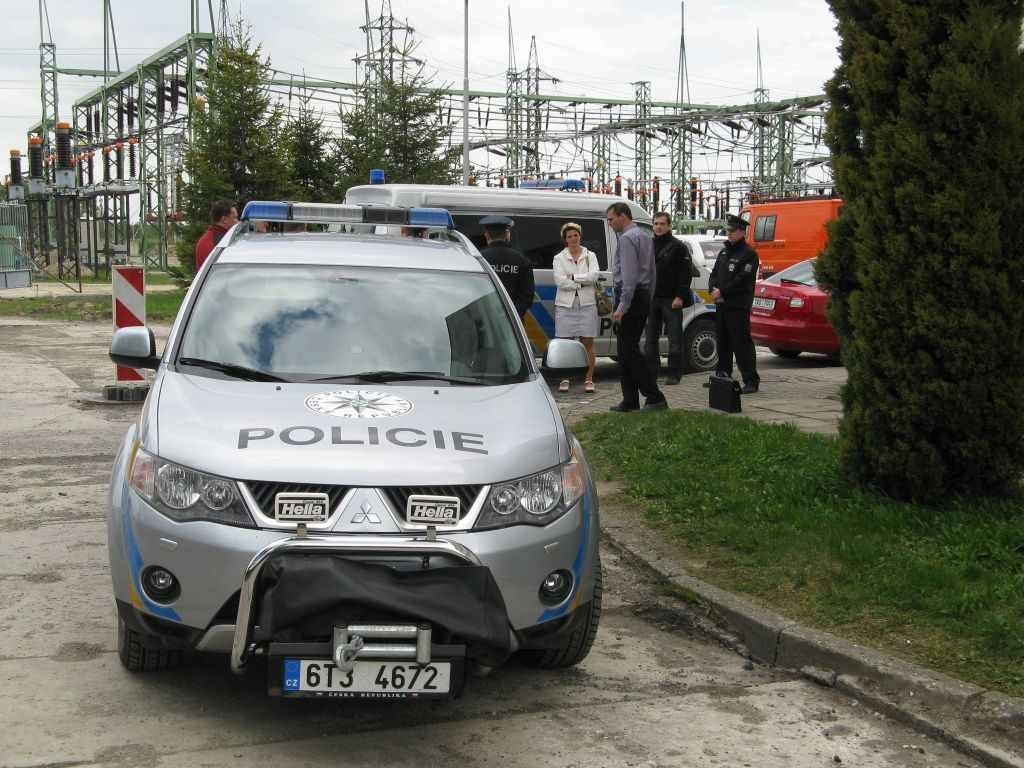 POLICIE
POLICIE
Hella
Hella
CZ
6T3 4672
ČESKÁ REPUBLIKA